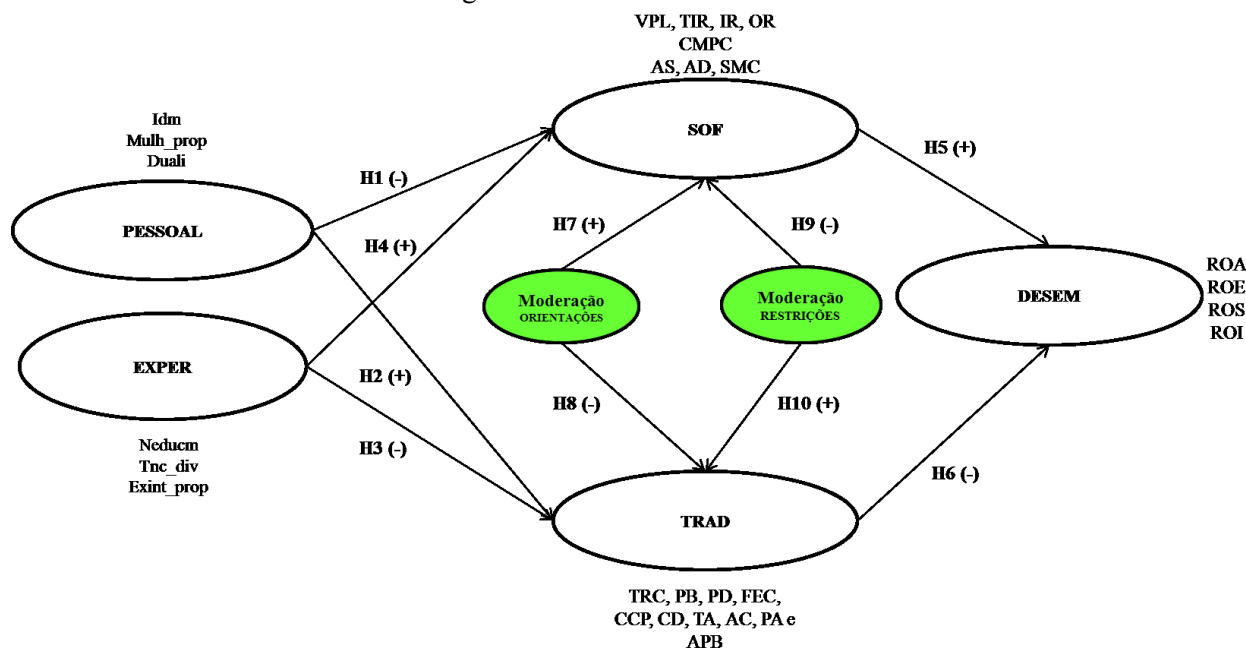 VPL, TIR, IR, OR
CMPC
AS, AD, SMC
SOF
Idm
Mulh_prop
Duali
PESSOAL
H1 (-)
H4 (+)
H7 (+)
H9 (-)
H5 (+)
Moderação
ORIENTAÇÕES
Moderação
RESTRIÇÕES
DESEM
ROA
ROE
ROS
ROI
EXPER
H2 (+)
H3 (-)
H8 (-)
H10 (+)
H6 (-)
Neducm
Tnc_div
Exint_prop
TRAD
TRC, PB, PD, FEC,
CCP, CD, TA, AC, PA e
APB